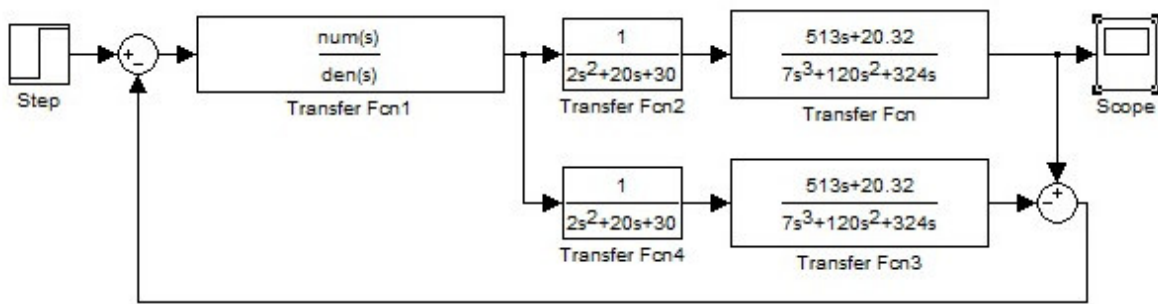 Step
+
−
num(s)
den(s)
Transfer Fcn1
1
2s²+20s+30
Transfer Fcn2
513s+20.32
7s³+120s²+324s
Transfer Fcn
Scope
1
2s²+20s+30
Transfer Fcn4
513s+20.32
7s³+120s²+324s
Transfer Fcn3
+
−